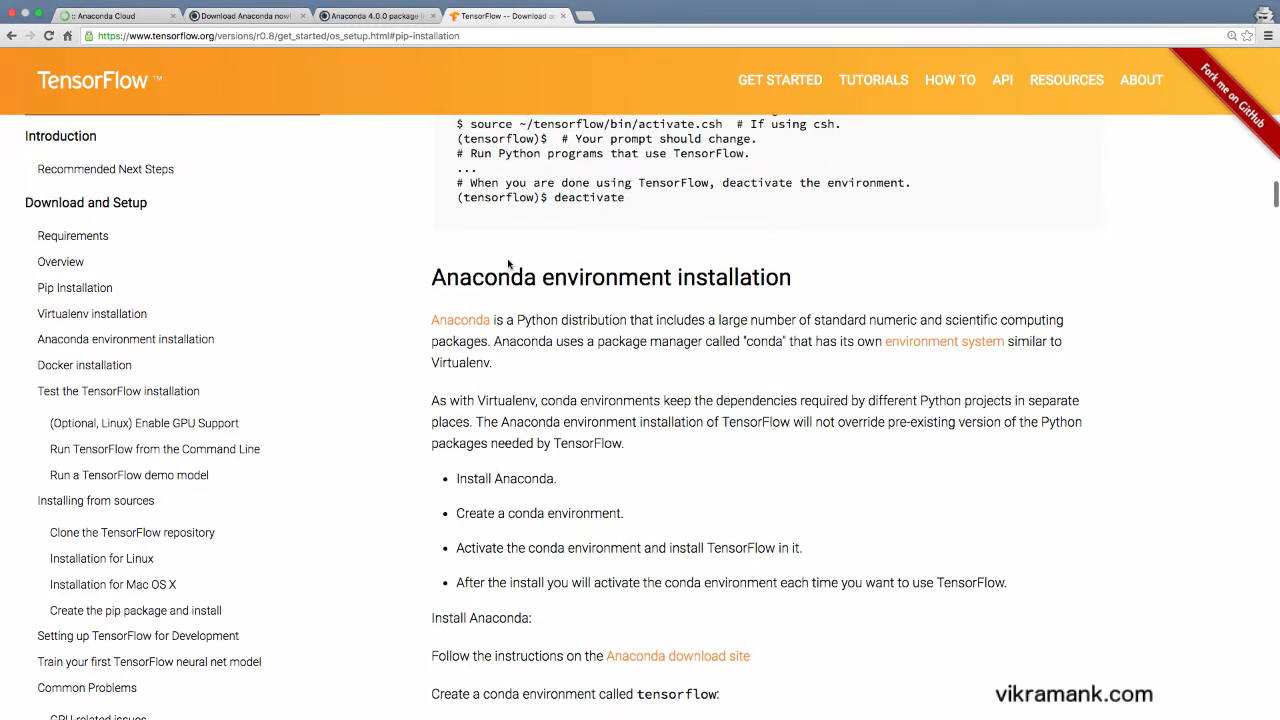 :: Anaconda Cloud
Download Anaconda now!
Anaconda 4.0.0 package li
TensorFlow -- Download an
https://www.tensorflow.org/versions/r0.8/get_started/os_setup.html#pip-installation
TensorFlow ™
GET STARTED
TUTORIALS
HOW TO
API
RESOURCES
ABOUT
Fork me on GitHub
Introduction
Recommended Next Steps
Download and Setup
Requirements
Overview
Pip Installation
Virtualenv installation
Anaconda environment installation
Docker installation
Test the TensorFlow installation
(Optional, Linux) Enable GPU Support
Run TensorFlow from the Command Line
Run a TensorFlow demo model
Installing from sources
Clone the TensorFlow repository
Installation for Linux
Installation for Mac OS X
Create the pip package and install
Setting up TensorFlow for Development
Train your first TensorFlow neural net model
Common Problems
GPU-related issues
$ source ~/tensorflow/bin/activate.csh  # If using csh.
(tensorflow)$  # Your prompt should change.
# Run Python programs that use TensorFlow.
...
# When you are done using TensorFlow, deactivate the environment.
(tensorflow)$ deactivate
Anaconda environment installation
Anaconda is a Python distribution that includes a large number of standard numeric and scientific computing
packages. Anaconda uses a package manager called "conda" that has its own environment system similar to
Virtualenv.
As with Virtualenv, conda environments keep the dependencies required by different Python projects in separate
places. The Anaconda environment installation of TensorFlow will not override pre-existing version of the Python
packages needed by TensorFlow.
• Install Anaconda.
• Create a conda environment.
• Activate the conda environment and install TensorFlow in it.
• After the install you will activate the conda environment each time you want to use TensorFlow.
Install Anaconda:
Follow the instructions on the Anaconda download site
Create a conda environment called tensorflow:
vikramank.com